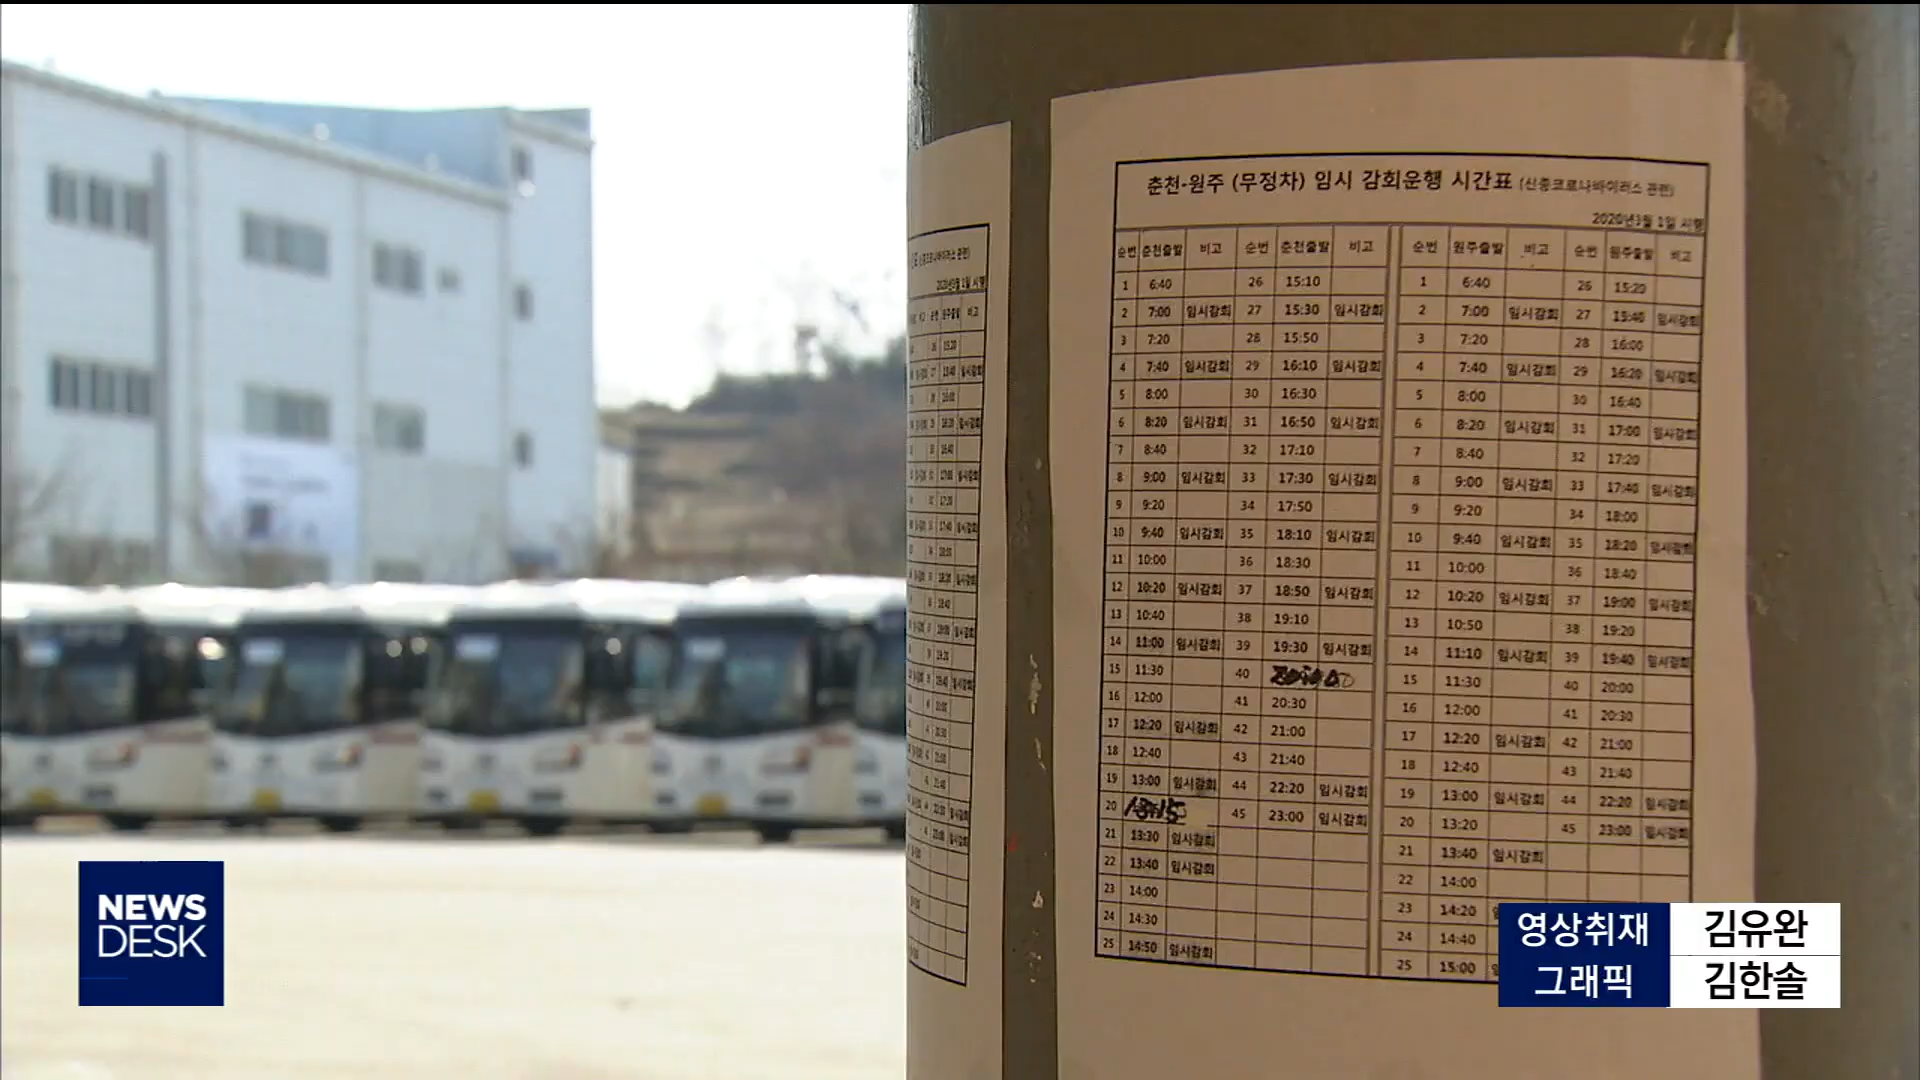 춘천-원주 (무정차) 임시 감회운행 시간표 (신종코로나바이러스 관련)
2020년3월 1일 시행
순번 춘천출발 비고 순번 춘천출발 비고 순번 원주출발 비고 순번 원주출발 비고
1 6:40 26 15:10 1 6:40 26 15:20
2 7:00 임시감회 27 15:30 임시감회 2 7:00 임시감회 27 15:40 임시감회
3 7:20 28 15:50 3 7:20 28 16:00
4 7:40 임시감회 29 16:10 임시감회 4 7:40 임시감회 29 16:20 임시감회
5 8:00 30 16:30 5 8:00 30 16:40
6 8:20 임시감회 31 16:50 임시감회 6 8:20 임시감회 31 17:00 임시감회
7 8:40 32 17:10 7 8:40 32 17:20
8 9:00 임시감회 33 17:30 임시감회 8 9:00 임시감회 33 17:40 임시감회
9 9:20 34 17:50 9 9:20 34 18:00
10 9:40 임시감회 35 18:10 임시감회 10 9:40 임시감회 35 18:20 임시감회
11 10:00 36 18:30 11 10:00 36 18:40
12 10:20 임시감회 37 18:50 임시감회 12 10:20 임시감회 37 19:00 임시감회
13 10:40 38 19:10 13 10:50 38 19:20
14 11:00 임시감회 39 19:30 임시감회 14 11:10 임시감회 39 19:40 임시감회
15 11:30 40 15 11:30 40 20:00
16 12:00 41 20:30 16 12:00 41 20:30
17 12:20 임시감회 42 21:00 17 12:20 임시감회 42 21:00
18 12:40 43 21:40 18 12:40 43 21:40
19 13:00 임시감회 44 22:20 임시감회 19 13:00 임시감회 44 22:20 임시감회
20 45 23:00 임시감회 20 13:20 45 23:00 임시감회
21 13:30 임시감회 21 13:40 임시감회
22 13:40 임시감회 22 14:00
23 14:00 23 14:20
24 14:30 24 14:40
25 14:50 임시감회 25 15:00
NEWS
DESK
영상취재 김유완
그래픽 김한솔